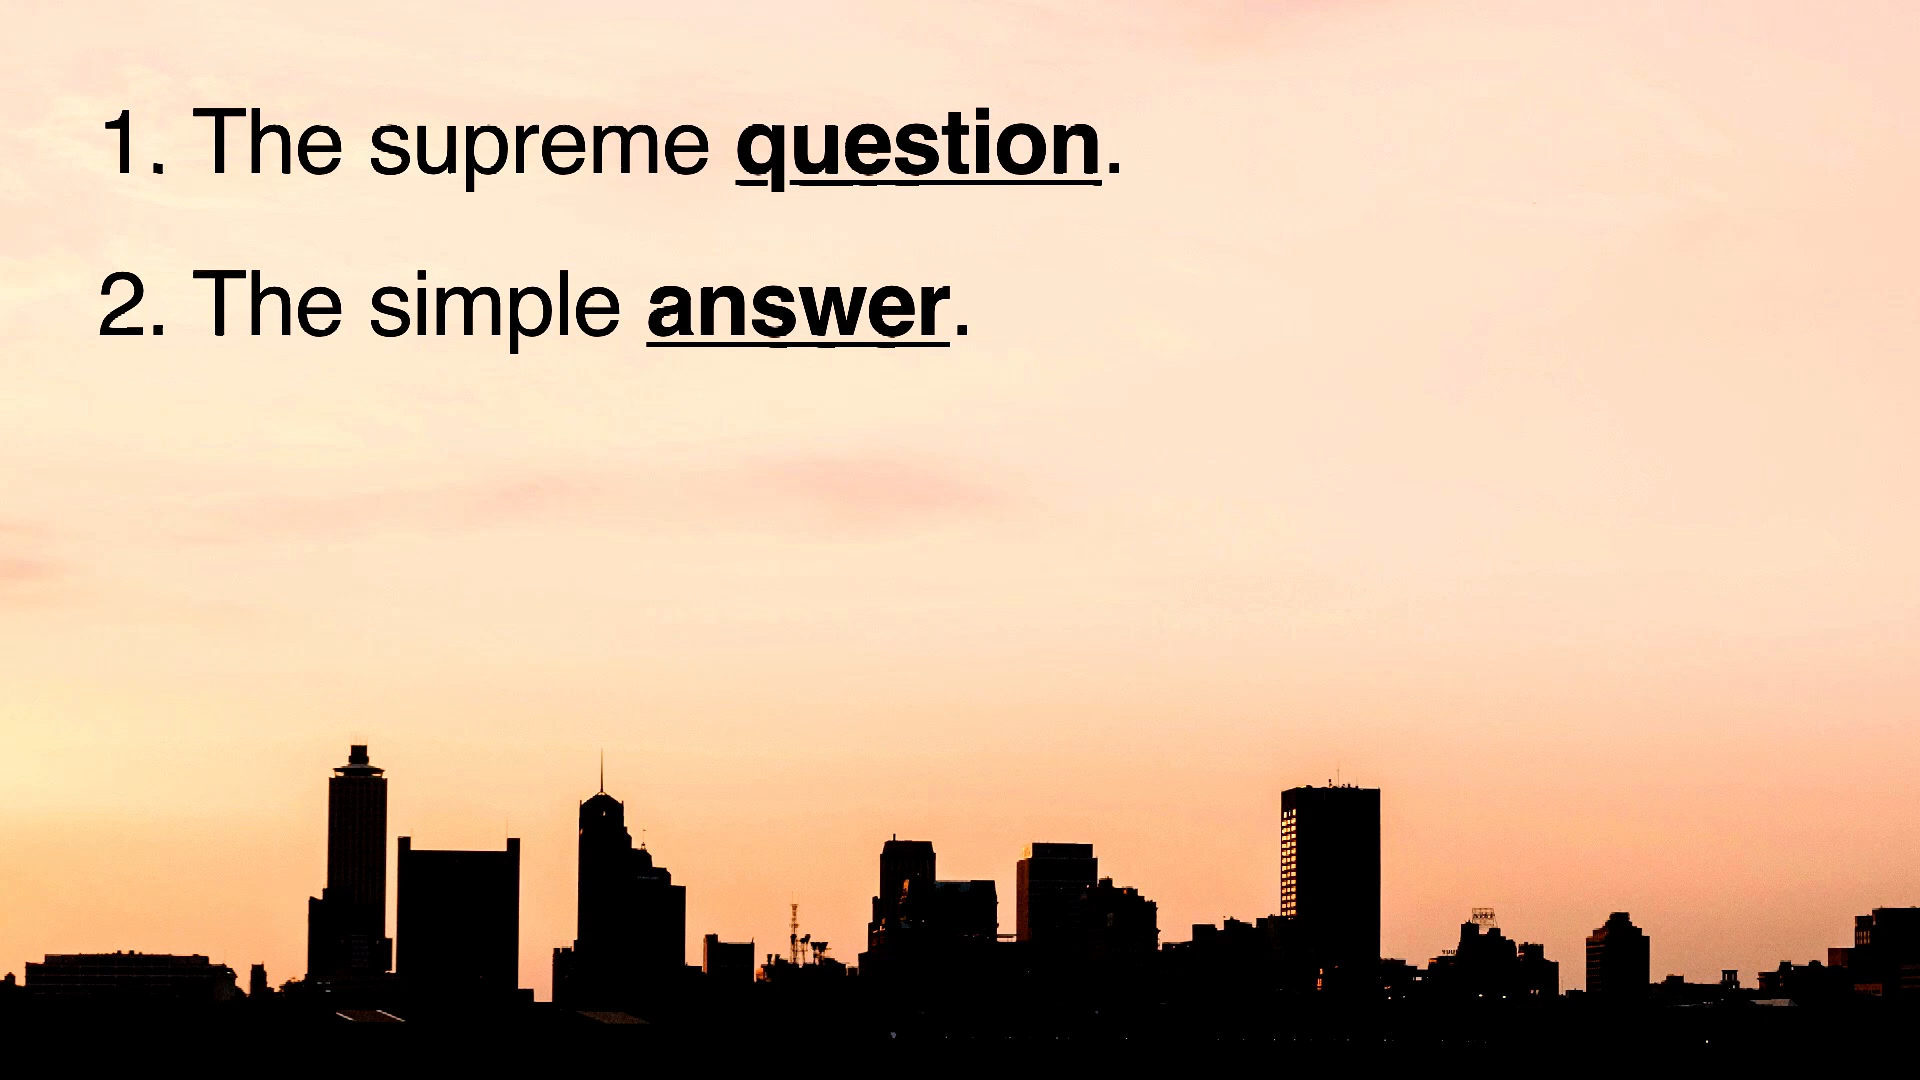 1. The supreme question.
2. The simple answer.